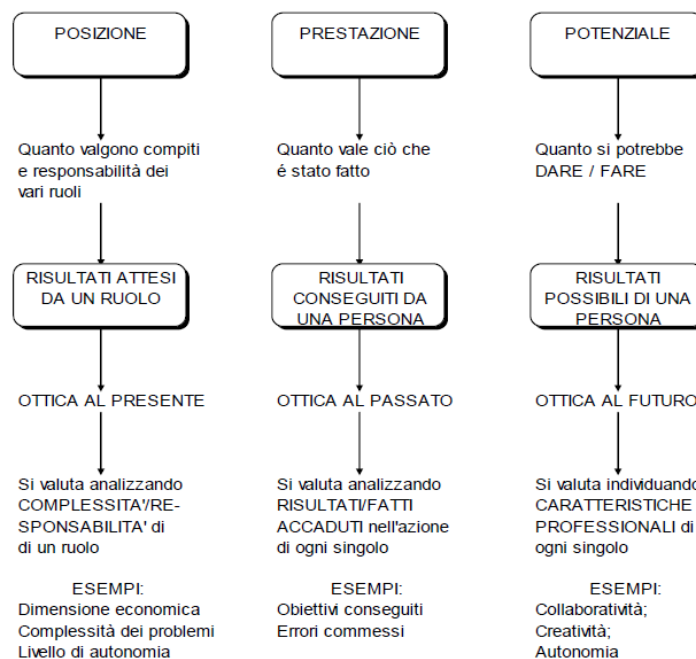 POSIZIONE
Quanto valgono compiti
e responsabilità dei
vari ruoli
RISULTATI ATTESI
DA UN RUOLO
OTTICA AL PRESENTE
Si valuta analizzando
COMPLESSITA'/RE-
SPONSABILITA' di
di un ruolo
ESEMPI:
Dimensione economica
Complessità dei problemi
Livello di autonomia
PRESTAZIONE
Quanto vale ciò che
é stato fatto
RISULTATI
CONSEGUITI DA
UNA PERSONA
OTTICA AL PASSATO
Si valuta analizzando
RISULTATI/FATTI
ACCADUTI nell'azione
di ogni singolo
ESEMPI:
Obiettivi conseguiti
Errori commessi
POTENZIALE
Quanto si potrebbe
DARE / FARE
RISULTATI
POSSIBILI DI UNA
PERSONA
OTTICA AL FUTURO
Si valuta individuando
CARATTERISTICHE
PROFESSIONALI di
ogni singolo
ESEMPI:
Collaboratività;
Creatività;
Autonomia